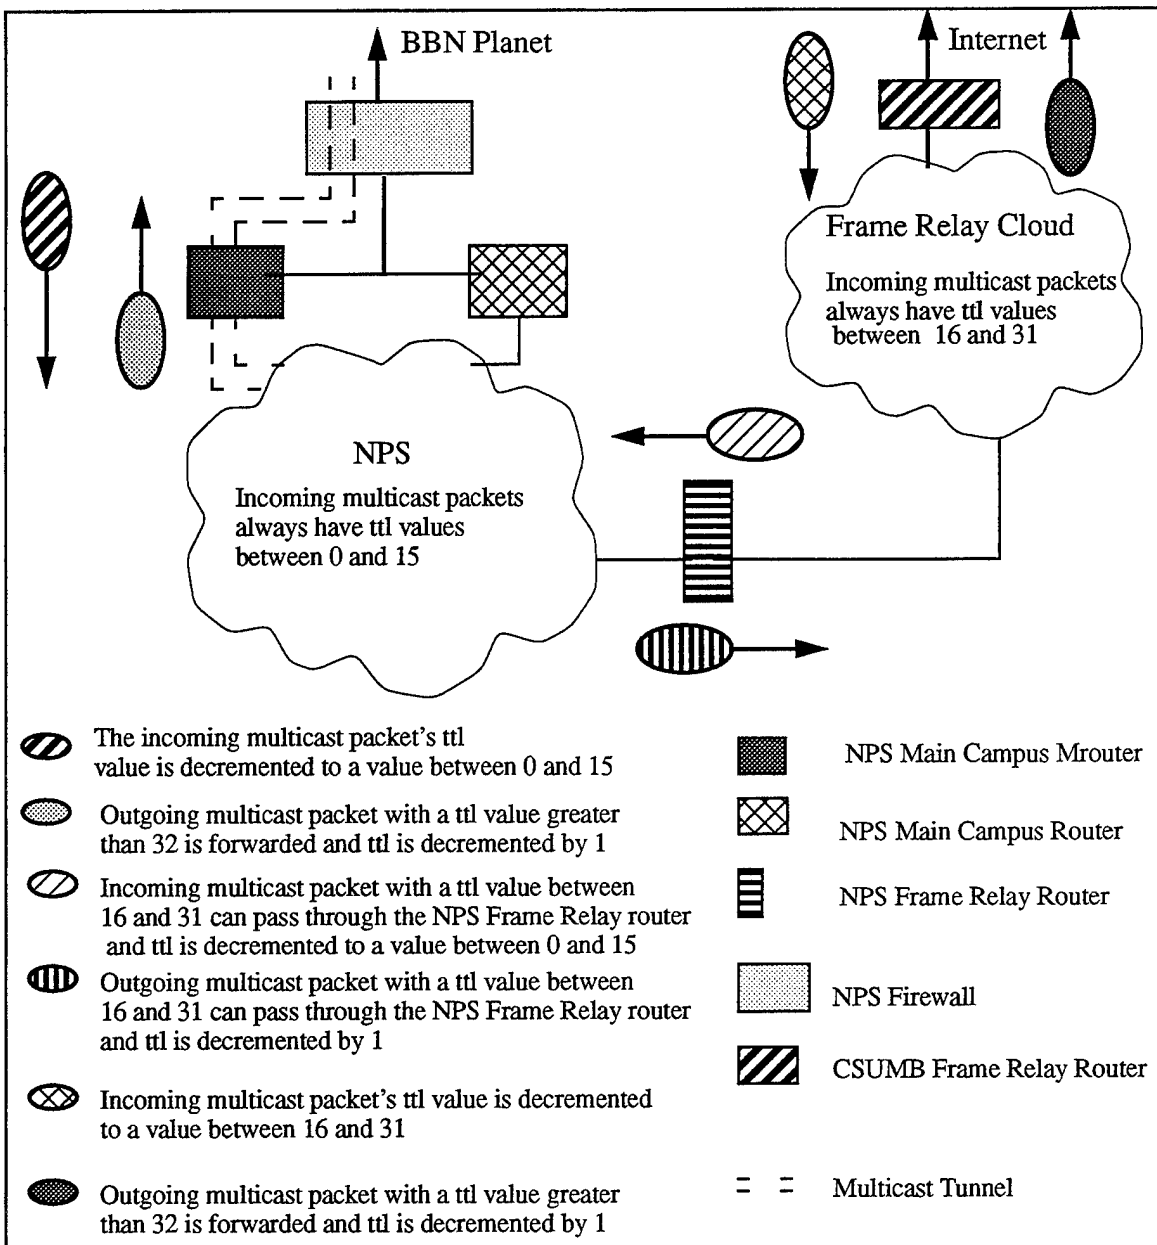 BBN Planet
Internet
Frame Relay Cloud
Incoming multicast packets
always have ttl values
between 16 and 31
NPS
Incoming multicast packets
always have ttl values
between 0 and 15
The incoming multicast packet's ttl
value is decremented to a value between 0 and 15
Outgoing multicast packet with a ttl value greater
than 32 is forwarded and ttl is decremented by 1
Incoming multicast packet with a ttl value between
16 and 31 can pass through the NPS Frame Relay router
and ttl is decremented to a value between 0 and 15
Outgoing multicast packet with a ttl value between
16 and 31 can pass through the NPS Frame Relay router
and ttl is decremented by 1
Incoming multicast packet's ttl value is decremented
to a value between 16 and 31
Outgoing multicast packet with a ttl value greater
than 32 is forwarded and ttl is decremented by 1
NPS Main Campus Mrouter
NPS Main Campus Router
NPS Frame Relay Router
NPS Firewall
CSUMB Frame Relay Router
Multicast Tunnel